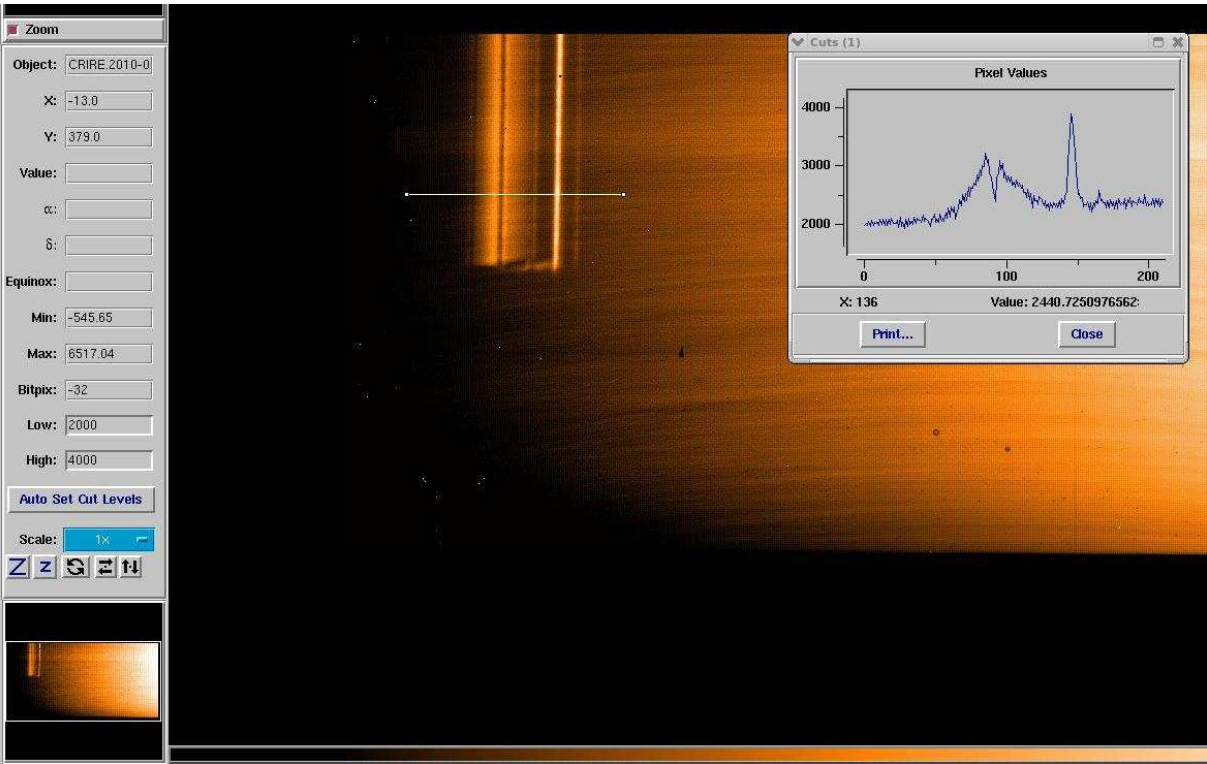 Zoom
Object: CRIRE.2010-0
X: -13.0
Y: 379.0
Value:
α:
δ:
Equinox:
Min: -545.65
Max: 6517.04
Bitpix: -32
Low: 2000
High: 4000
Auto Set Cut Levels
Scale: 1x
Z z
Cuts (1)
Pixel Values
4000
3000
2000
0 100 200
X: 136 Value: 2440.7250976562:
Print... Close